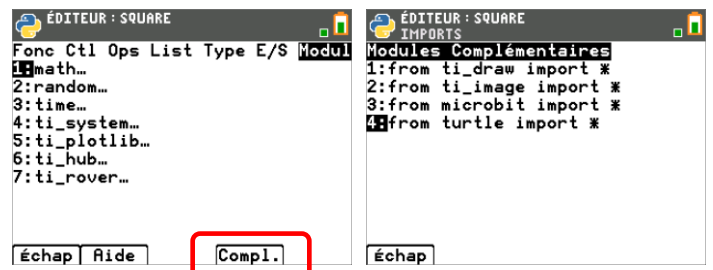 ÉDITEUR : SQUARE
Fonc Ctl Ops List Type E/S Modul
1:math…
2:random…
3:time…
4:ti_system…
5:ti_plotlib…
6:ti_hub…
7:ti_rover…
Échap Aide Compl.
ÉDITEUR : SQUARE
IMPORTS
Modules Complémentaires
1:from ti_draw import *
2:from ti_image import *
3:from microbit import *
4:from turtle import *
Échap